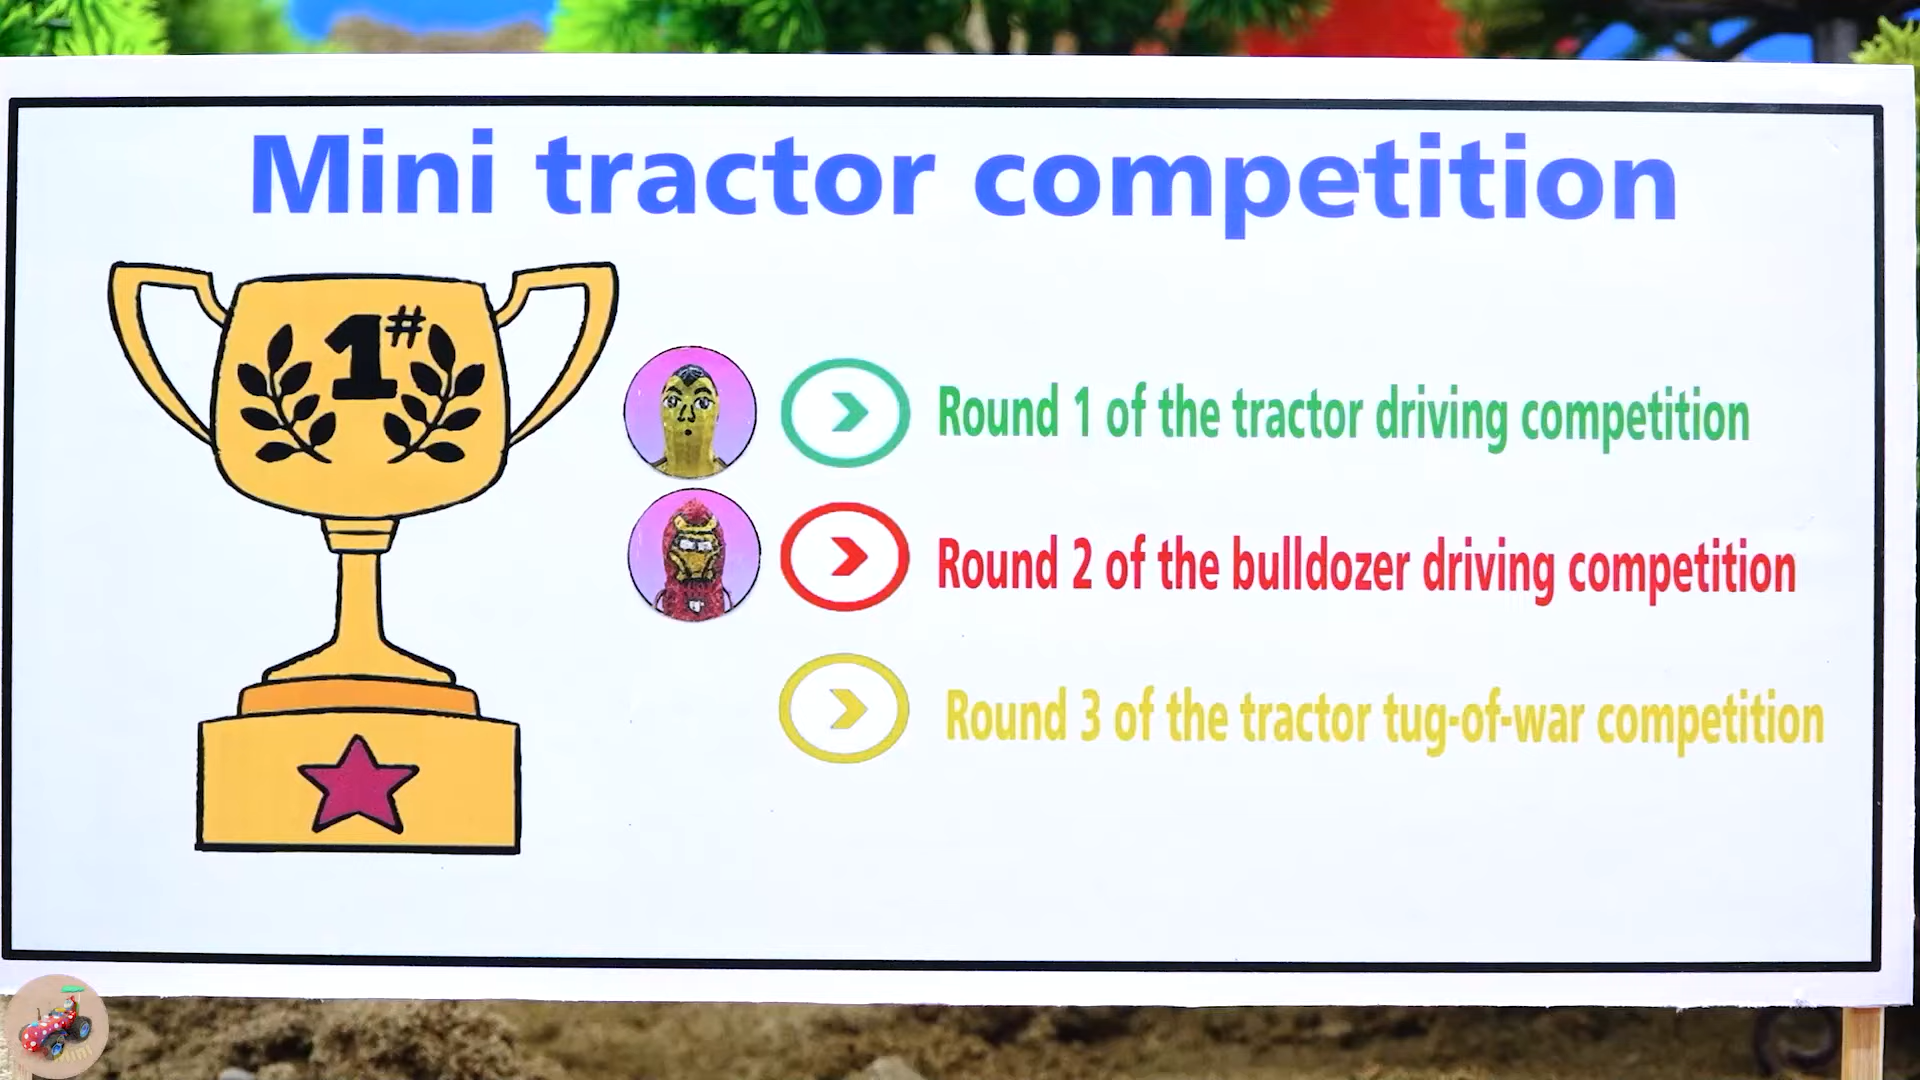 Mini tractor competition
1#
Round 1 of the tractor driving competition
Round 2 of the bulldozer driving competition
Round 3 of the tractor tug-of-war competition
Mini